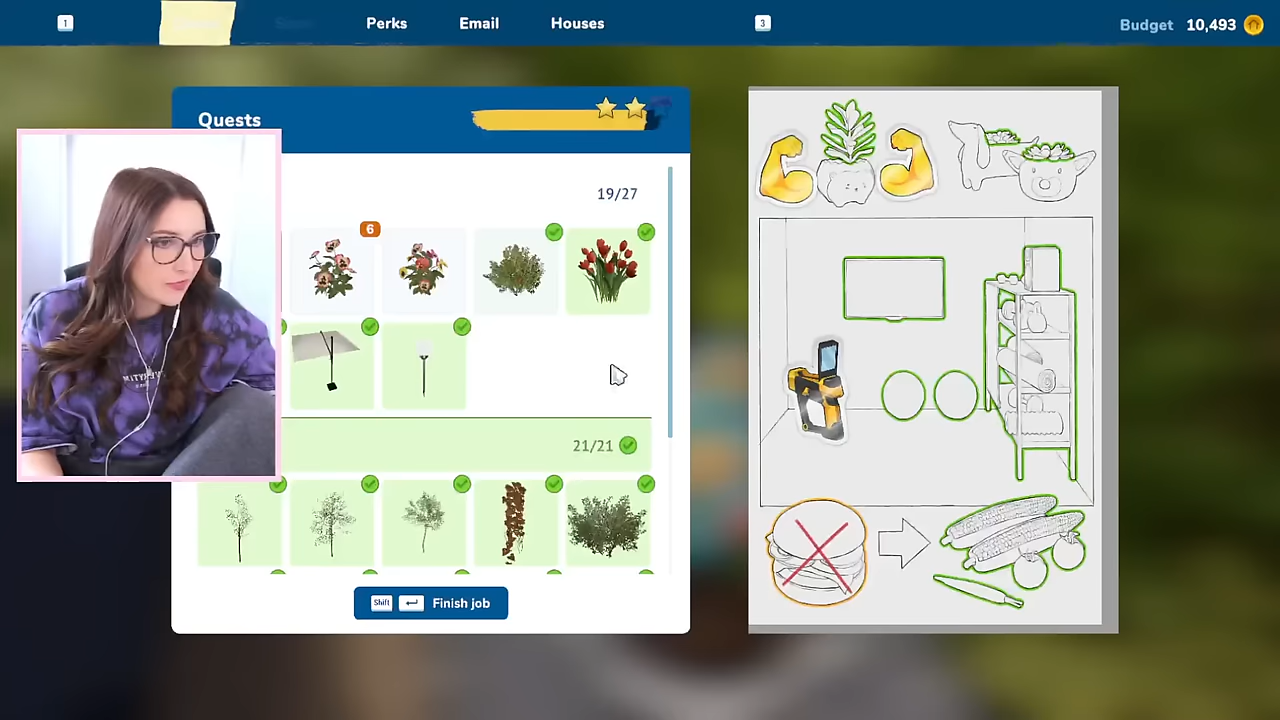 1
Perks
Email
Houses
3
Budget 10,493
Quests
19/27
6
21/21
Shift Finish job